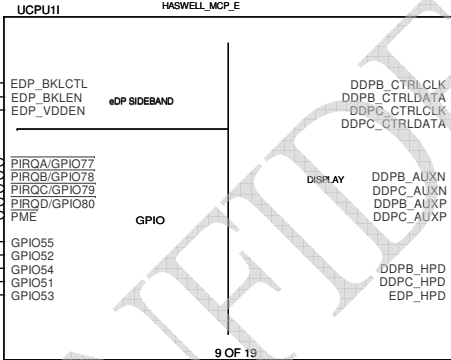 UCPU1I
HASWELL_MCP_E
EDP_BKLCTL
EDP_BKLEN
EDP_VDDEN
eDP SIDEBAND
DDPB_CTRLCLK
DDPB_CTRLDATA
DDPC_CTRLCLK
DDPC_CTRLDATA
PIRQA/GPIO77
PIRQB/GPIO78
PIRQC/GPIO79
PIRQD/GPIO80
PME
GPIO
DISPLAY
DDPB_AUXN
DDPC_AUXN
DDPB_AUXP
DDPC_AUXP
GPIO55
GPIO52
GPIO54
GPIO51
GPIO53
DDPB_HPD
DDPC_HPD
EDP_HPD
9 OF 19